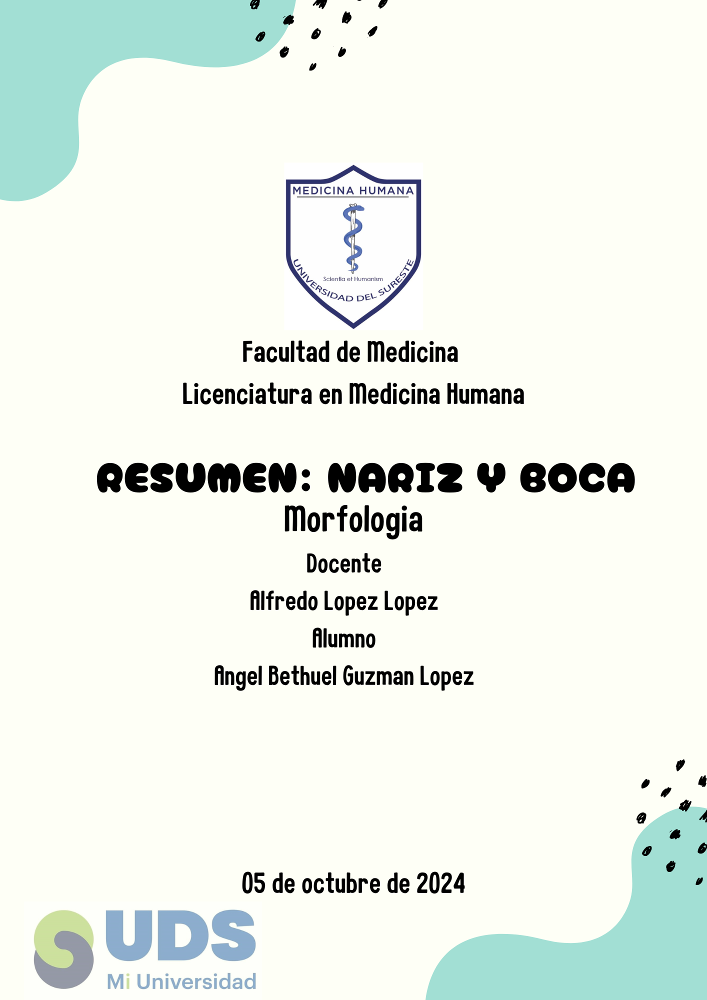 MEDICINA HUMANA
Scientia et Humanism
UNIVERSIDAD DEL SURESTE
Facultad de Medicina
Licenciatura en Medicina Humana
RESUMEN: NARIZ Y BOCA
Morfologia
Docente
Alfredo Lopez Lopez
Alumno
Angel Bethuel Guzman Lopez
05 de octubre de 2024
UDS
Mi Universidad